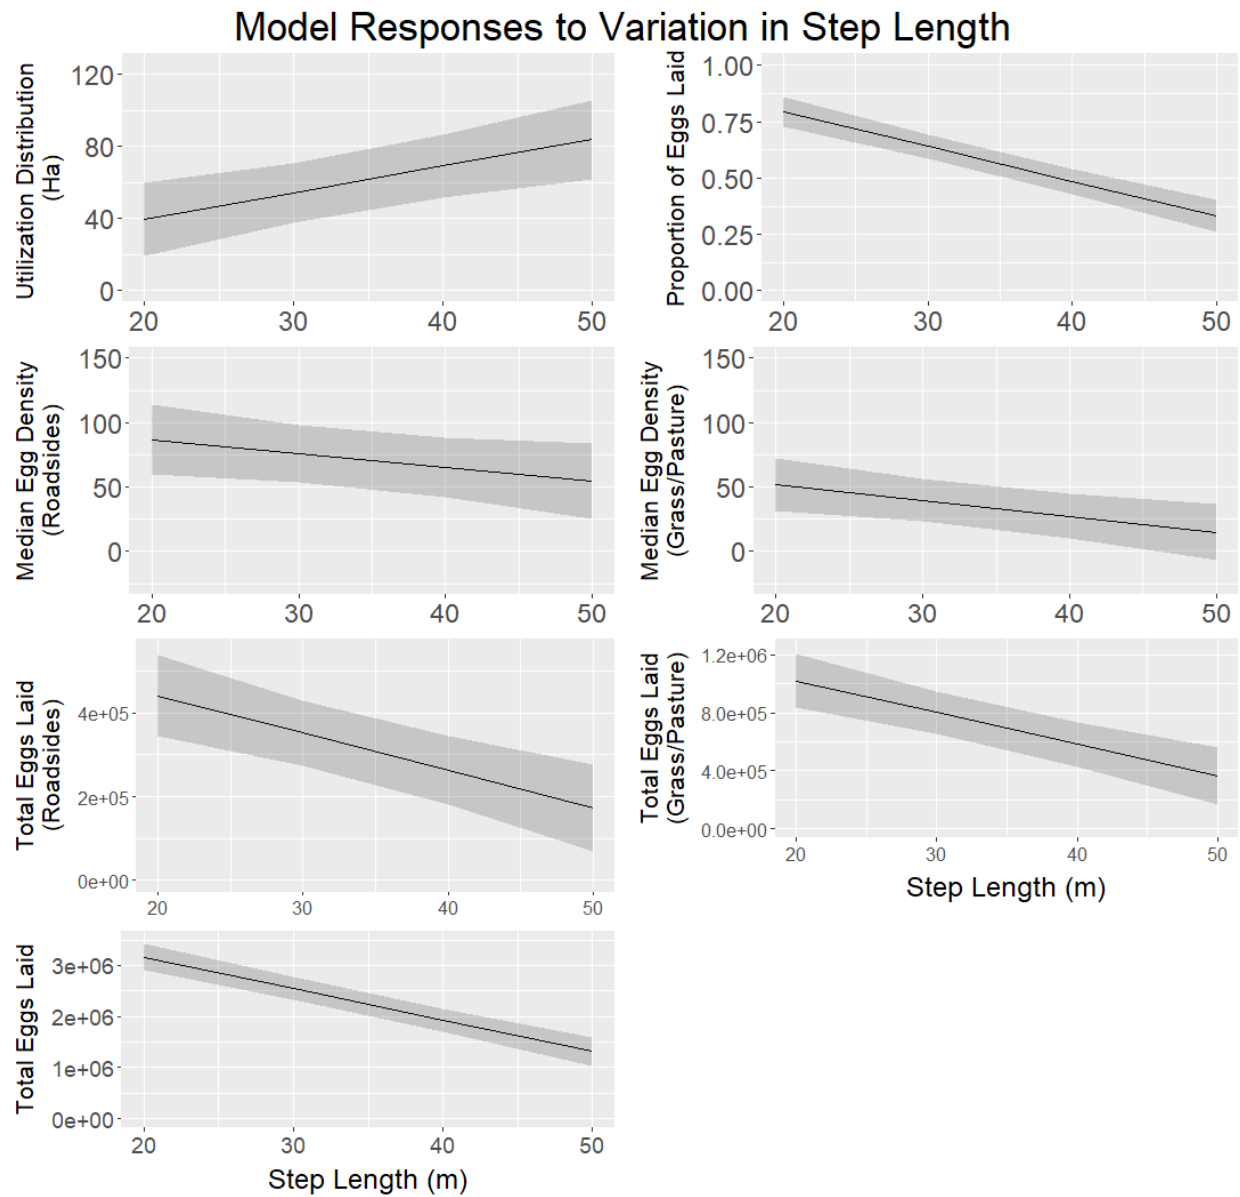 Model Responses to Variation in Step Length
Utilization Distribution
(Ha)
120
80
40
0
20 30 40 50
Proportion of Eggs Laid
1.00
0.75
0.50
0.25
0.00
20 30 40 50
Median Egg Density
(Roadsides)
150
100
50
0
20 30 40 50
Median Egg Density
(Grass/Pasture)
150
100
50
0
20 30 40 50
Total Eggs Laid
(Roadsides)
4e+05
2e+05
0e+00
20 30 40 50
Total Eggs Laid
(Grass/Pasture)
1.2e+06
8.0e+05
4.0e+05
0.0e+00
20 30 40 50
Step Length (m)
Total Eggs Laid
3e+06
2e+06
1e+06
0e+00
20 30 40 50
Step Length (m)